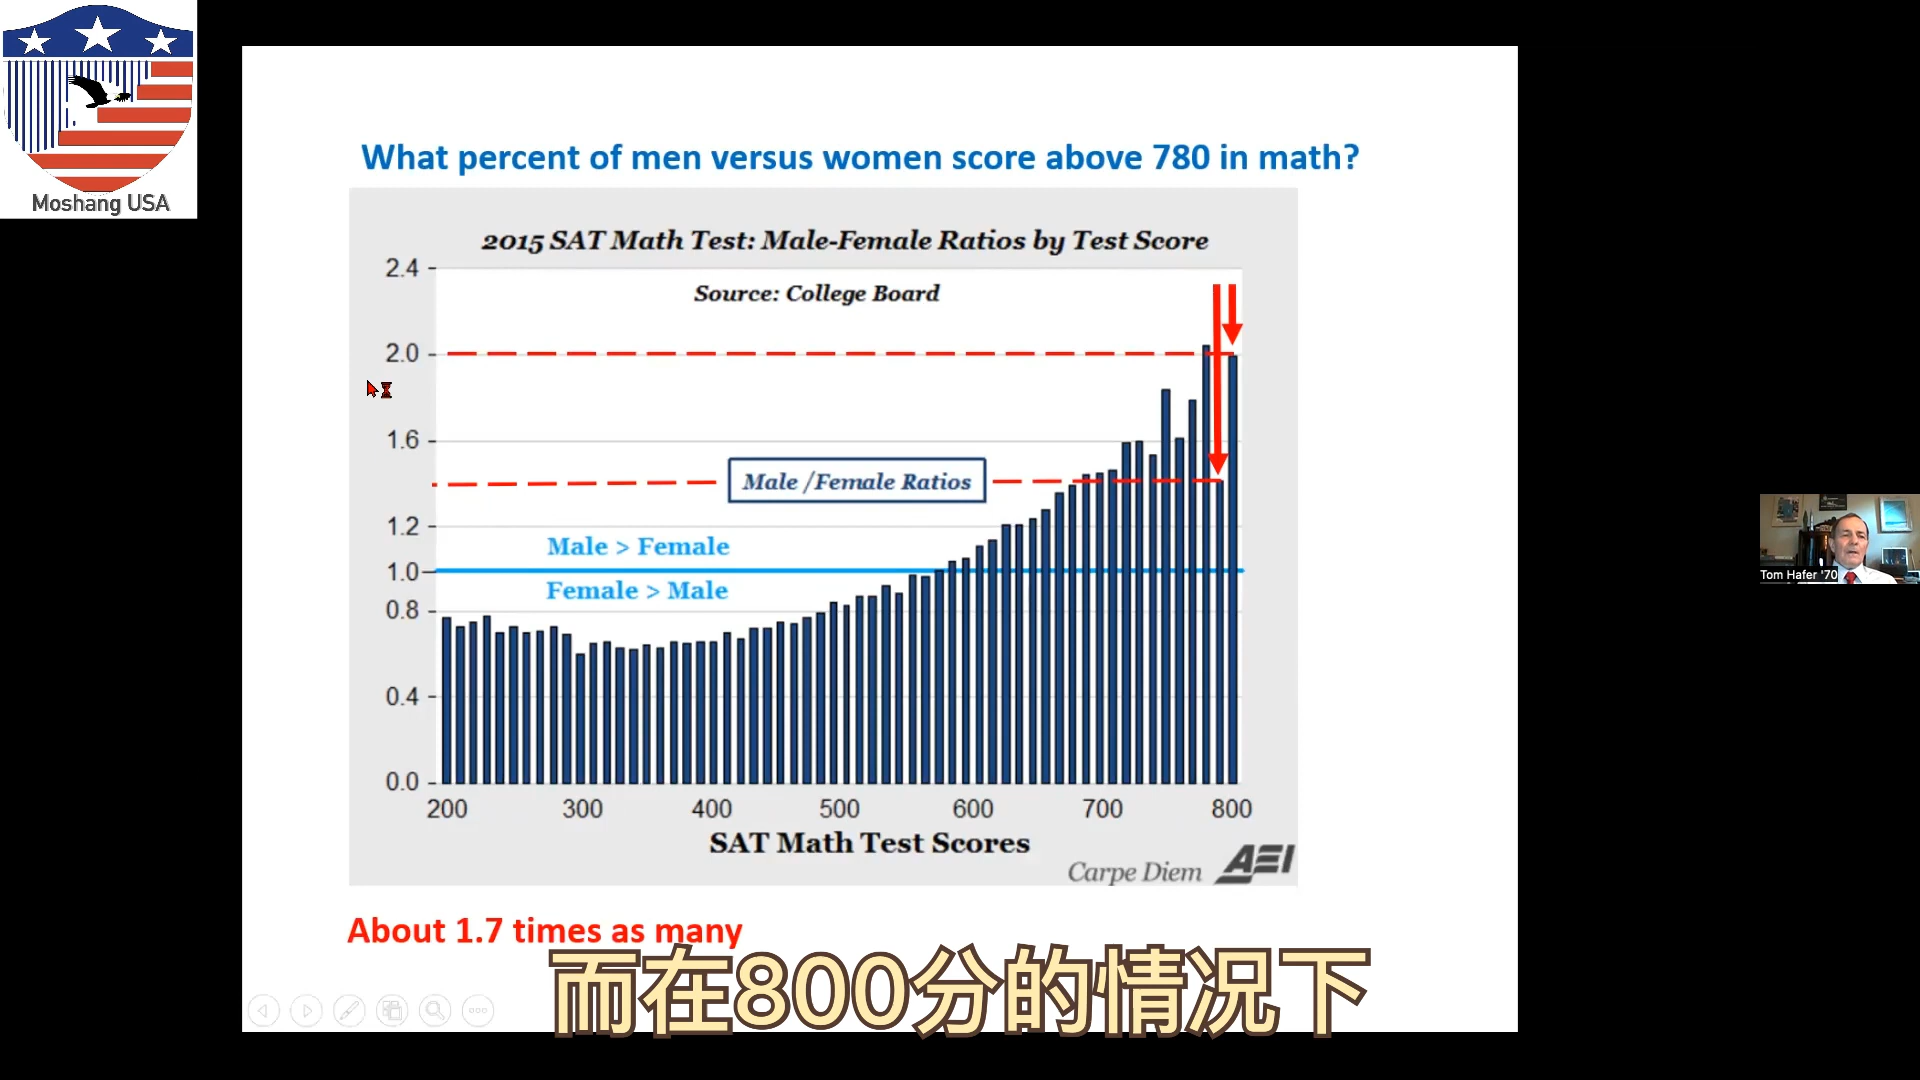 Moshang USA
What percent of men versus women score above 780 in math?
2015 SAT Math Test: Male-Female Ratios by Test Score
Source: College Board
2.4
2.0
1.6
1.2
1.0
0.8
0.4
0.0
Male /Female Ratios
Male > Female
Female > Male
200 300 400 500 600 700 800
SAT Math Test Scores
Carpe Diem AEI
Tom Hafer '70
About 1.7 times as many
而在800分的情况下